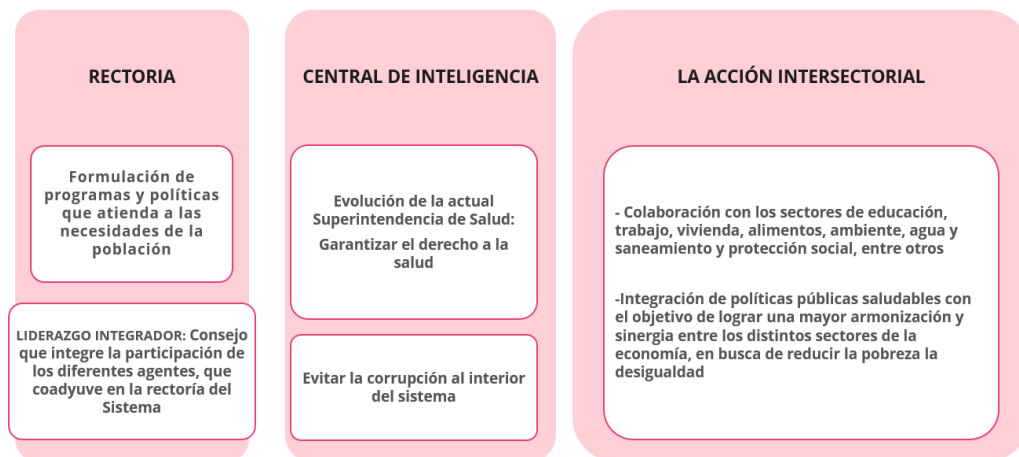 RECTORIA
Formulación de
programas y políticas
que atienda a las
necesidades de la
población
LIDERAZGO INTEGRADOR: Consejo
que integre la participación de
los diferentes agentes, que
coadyuve en la rectoría del
Sistema
CENTRAL DE INTELIGENCIA
Evolución de la actual
Superintendencia de Salud:
Garantizar el derecho a la
salud
Evitar la corrupción al interior
del sistema
LA ACCIÓN INTERSECTORIAL
- Colaboración con los sectores de educación,
trabajo, vivienda, alimentos, ambiente, agua y
saneamiento y protección social, entre otros
-Integración de políticas públicas saludables con
el objetivo de lograr una mayor armonización y
sinergia entre los distintos sectores de la
economía, en busca de reducir la pobreza la
desigualdad